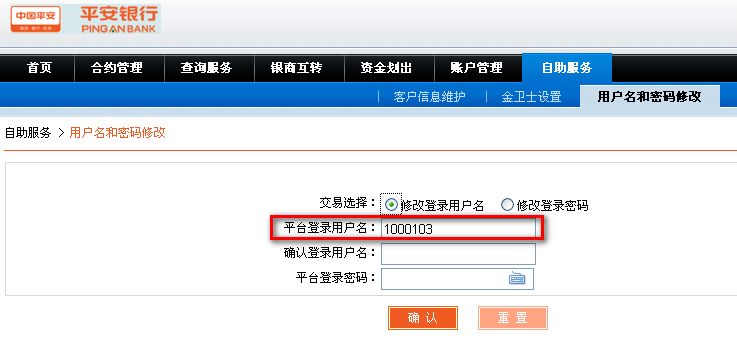 中国平安
平安银行
PINGAN BANK
首页 合约管理 查询服务 银商互转 资金划出 账户管理 自助服务
客户信息维护 金卫士设置 用户名和密码修改
自助服务 > 用户名和密码修改
交易选择： 修改登录用户名 修改登录密码
平台登录用户名： 1000103
确认登录用户名：
平台登录密码：
确 认 重 置